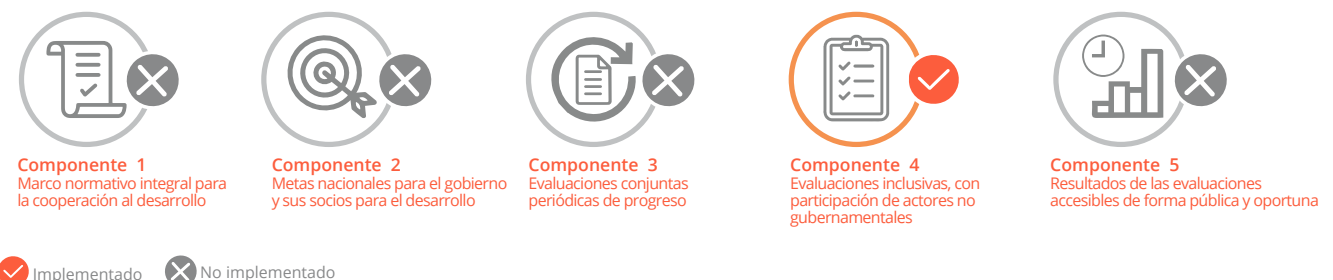 Componente 1
Marco normativo integral para
la cooperación al desarrollo
Componente 2
Metas nacionales para el gobierno
y sus socios para el desarrollo
Componente 3
Evaluaciones conjuntas
periódicas de progreso
Componente 4
Evaluaciones inclusivas, con
participación de actores no
gubernamentales
Componente 5
Resultados de las evaluaciones
accesibles de forma pública y oportuna
Implementado
No implementado